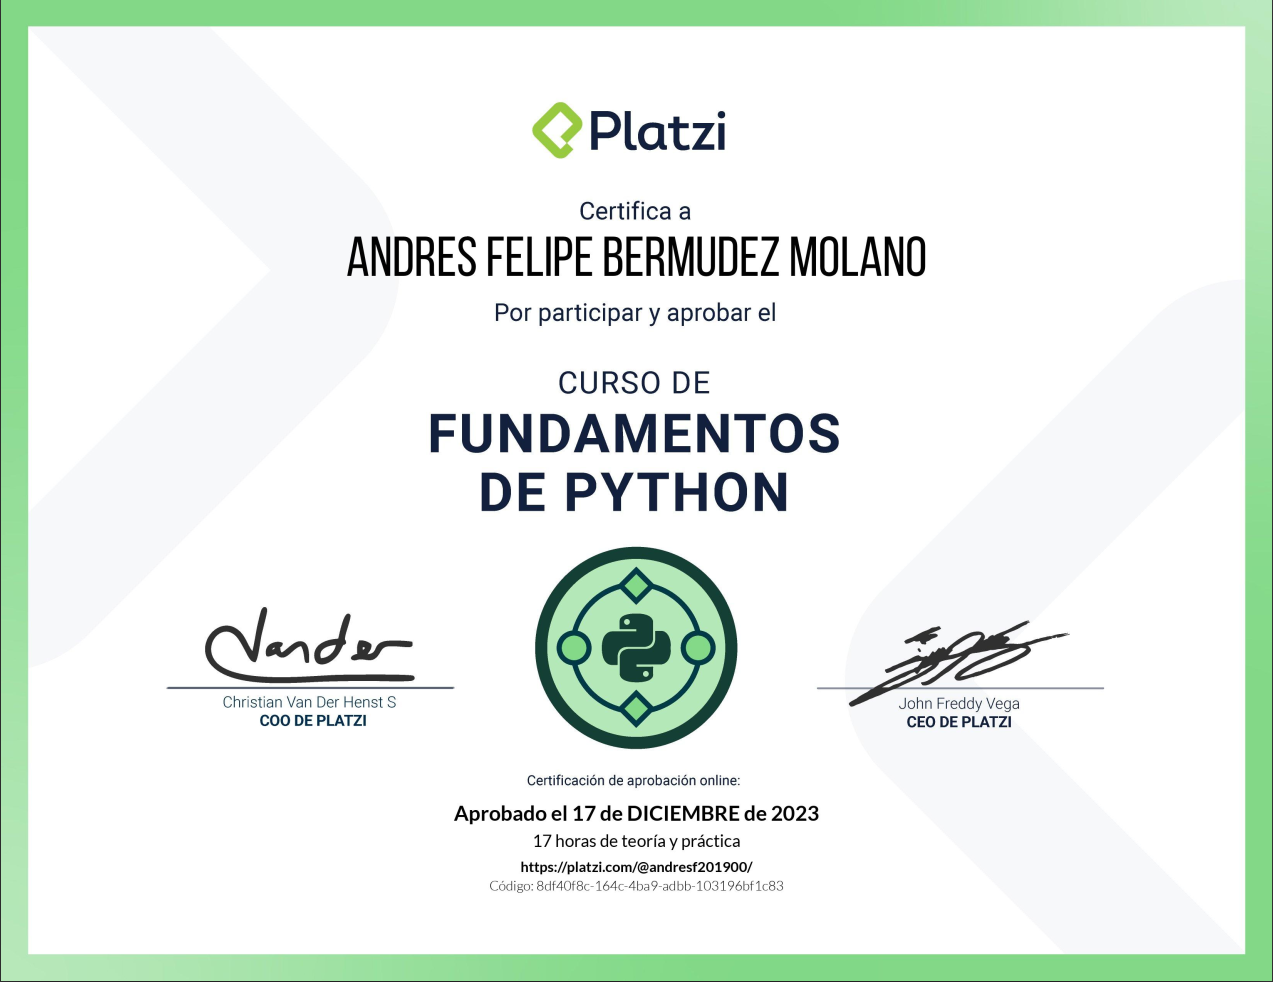 Platzi
Certifica a
ANDRES FELIPE BERMUDEZ MOLANO
Por participar y aprobar el
CURSO DE
FUNDAMENTOS
DE PYTHON
Vander
Christian Van Der Henst S
COO DE PLATZI
John Freddy Vega
CEO DE PLATZI
Certificación de aprobación online:
Aprobado el 17 de DICIEMBRE de 2023
17 horas de teoría y práctica
https://platzi.com/@andresf201900/
Código: 8df40f8c-164c-4ba9-adbb-103196bf1c83